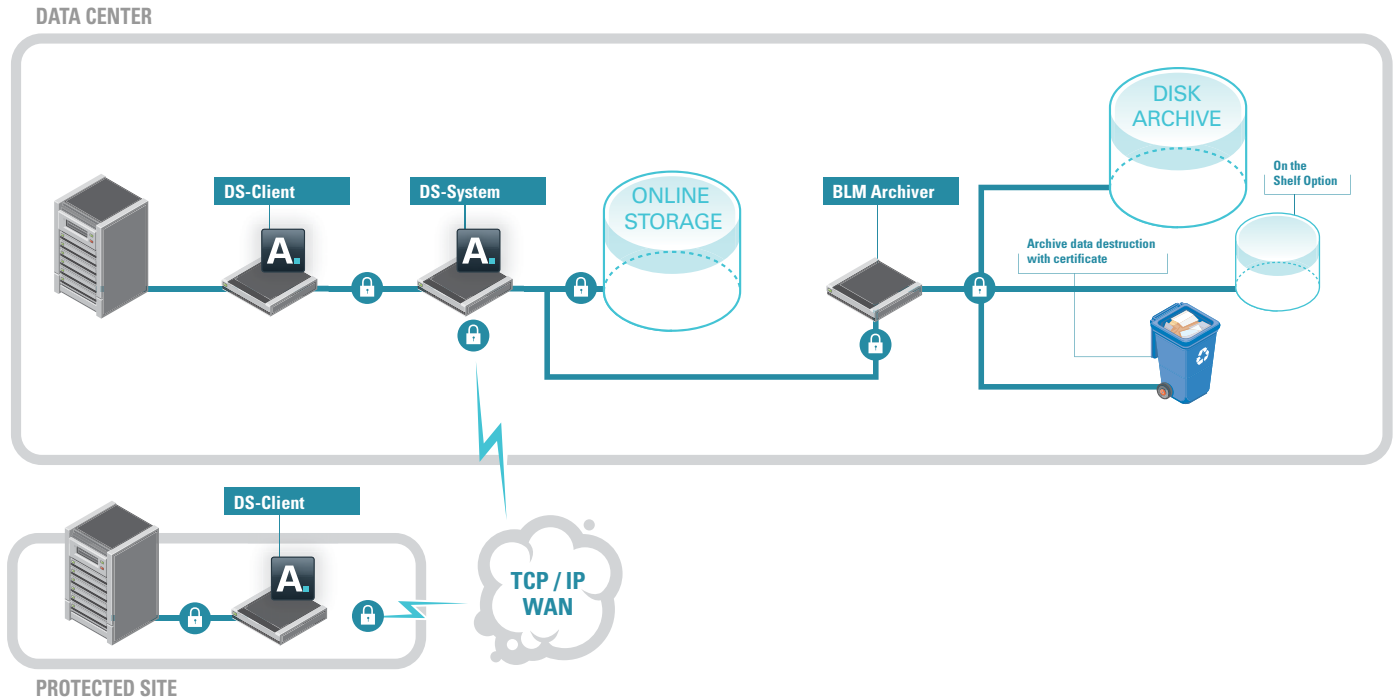 DATA CENTER
DS-Client
A.
DS-System
A.
ONLINE
STORAGE
BLM Archiver
DISK
ARCHIVE
On the
Shelf Option
Archive data destruction
with certificate
DS-Client
A.
TCP / IP
WAN
PROTECTED SITE